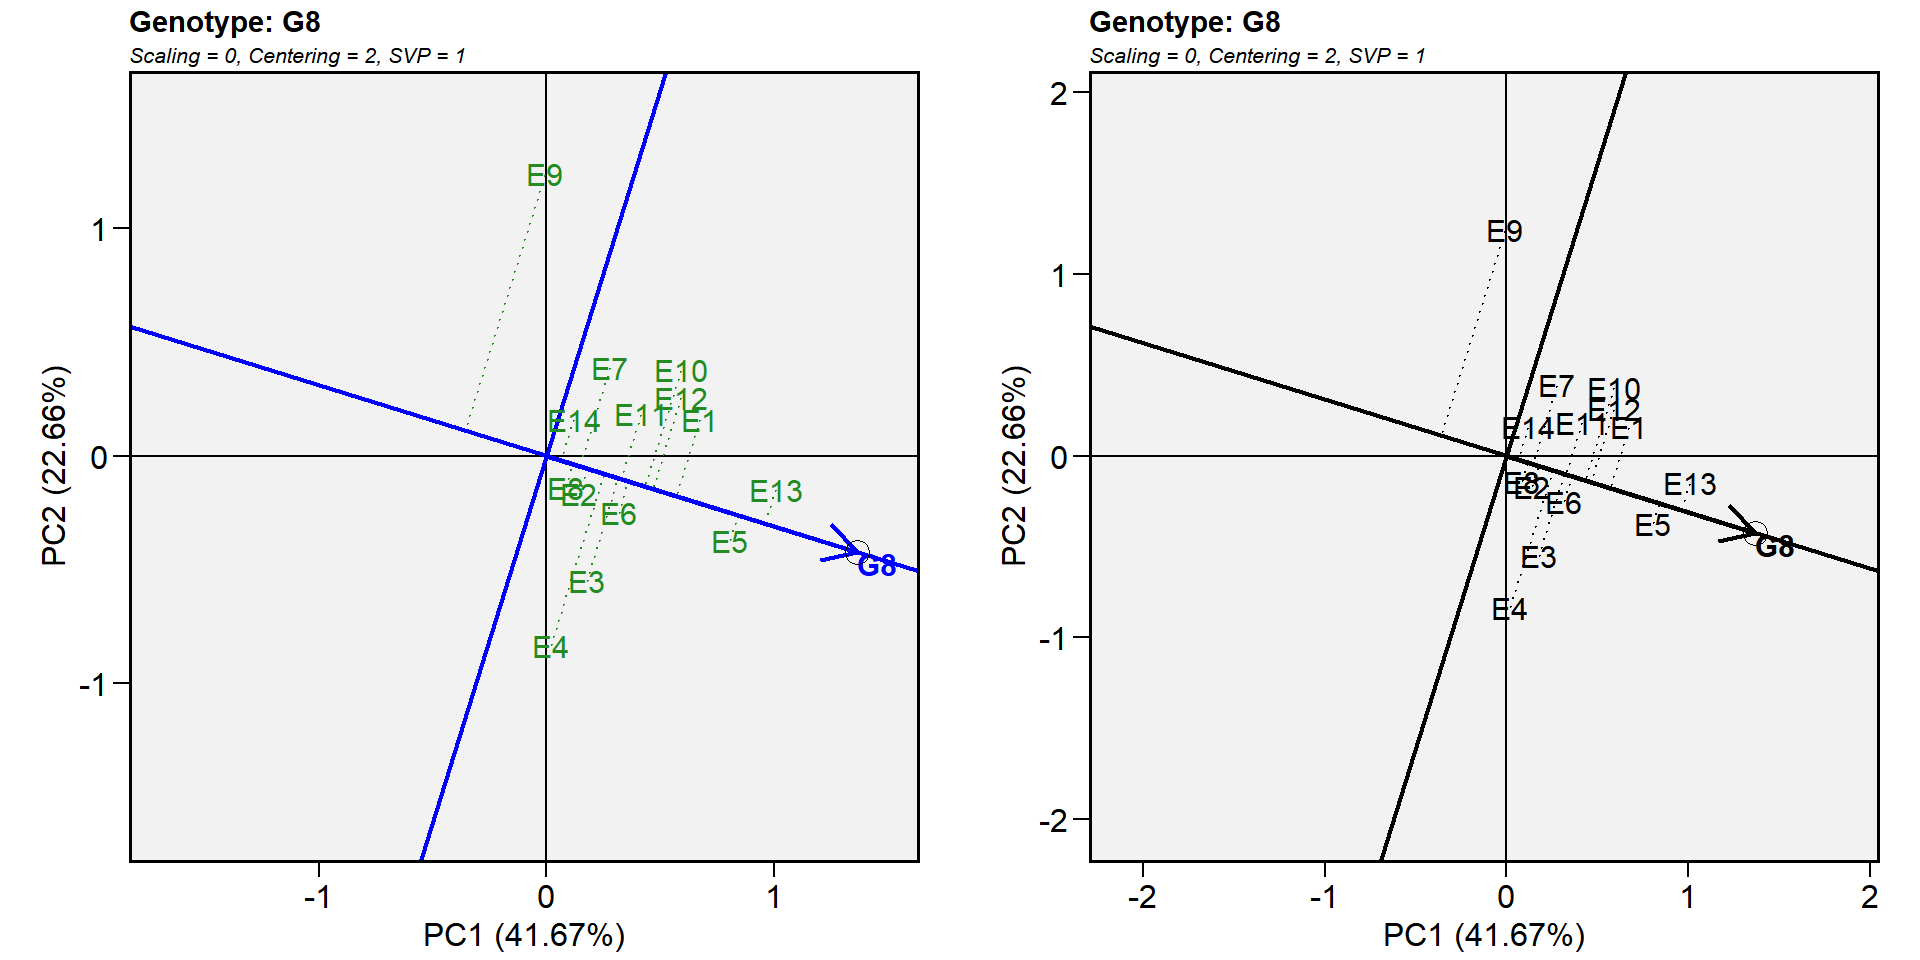 Genotype: G8
Scaling = 0, Centering = 2, SVP = 1
E9
E7
E10
E12
E14
E11
E1
E8
E2
E13
E6
E5
G8
E3
E4
1
0
-1
-1
0
1
PC2 (22.66%)
PC1 (41.67%)
Genotype: G8
Scaling = 0, Centering = 2, SVP = 1
E9
E7
E10
E12
E14
E11
E1
E8
E2
E13
E6
E5
G8
E3
E4
2
1
0
-1
-2
-2
-1
0
1
2
PC2 (22.66%)
PC1 (41.67%)